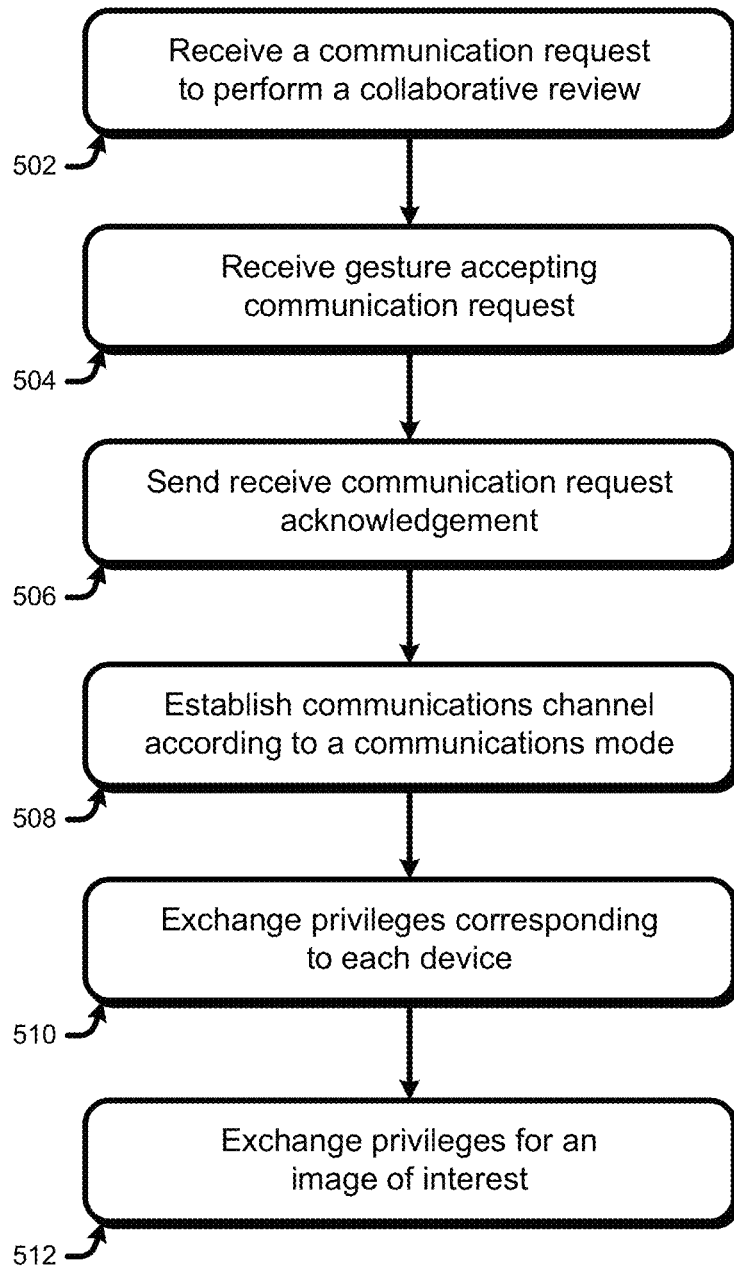 Receive a communication request
to perform a collaborative review
502
Receive gesture accepting
communication request
504
Send receive communication request
acknowledgement
506
Establish communications channel
according to a communications mode
508
Exchange privileges corresponding
to each device
510
Exchange privileges for an
image of interest
512